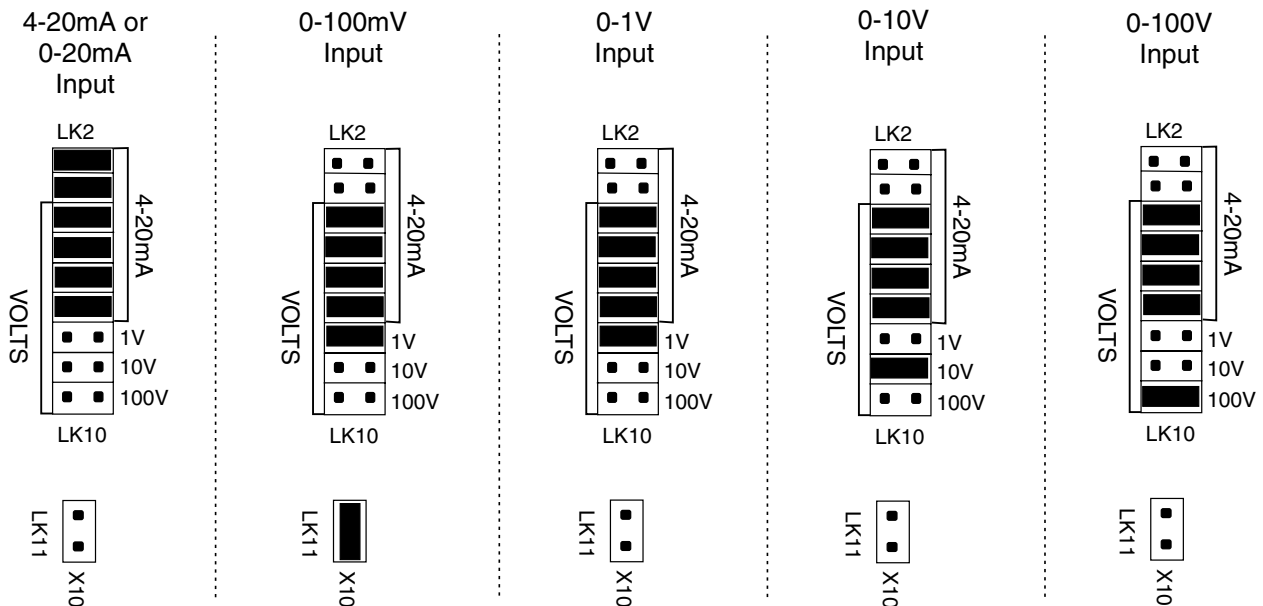 4-20mA or
0-20mA
Input
LK2
4-20mA
VOLTS
1V
10V
100V
LK10
LK11
X10
0-100mV
Input
LK2
4-20mA
VOLTS
1V
10V
100V
LK10
LK11
X10
0-1V
Input
LK2
4-20mA
VOLTS
1V
10V
100V
LK10
LK11
X10
0-10V
Input
LK2
4-20mA
VOLTS
1V
10V
100V
LK10
LK11
X10
0-100V
Input
LK2
4-20mA
VOLTS
1V
10V
100V
LK10
LK11
X10